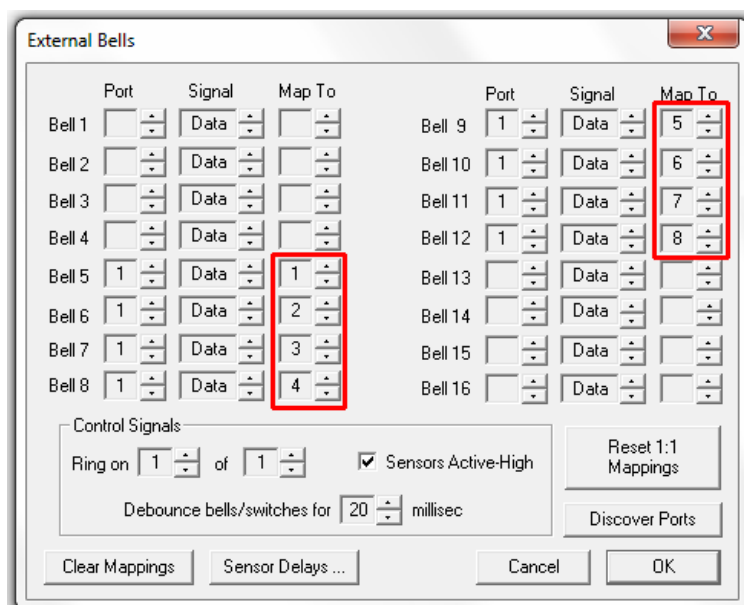 External Bells
Port Signal Map To
Bell 1 Data
Bell 2 Data
Bell 3 Data
Bell 4 Data
Bell 5 1 Data 1
Bell 6 1 Data 2
Bell 7 1 Data 3
Bell 8 1 Data 4
Port Signal Map To
Bell 9 1 Data 5
Bell 10 1 Data 6
Bell 11 1 Data 7
Bell 12 1 Data 8
Bell 13 Data
Bell 14 Data
Bell 15 Data
Bell 16 Data
Control Signals
Ring on 1 of 1 Sensors Active-High
Debounce bells/switches for 20 millisec
Reset 1:1
Mappings
Discover Ports
Clear Mappings Sensor Delays ... Cancel OK